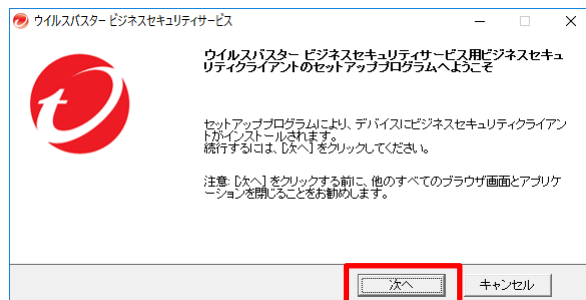 ウイルスバスター ビジネスセキュリティサービス
ウイルスバスター ビジネスセキュリティサービス用ビジネスセキュ
リティクライアントのセットアッププログラムへようこそ
セットアッププログラムにより、デバイスにビジネスセキュリティクライアン
トがインストールされます。
続行するには、[次へ] をクリックしてください。
注意: [次へ] をクリックする前に、他のすべてのブラウザ画面とアプリケ
ーションを閉じることをお勧めします。
次へ
キャンセル